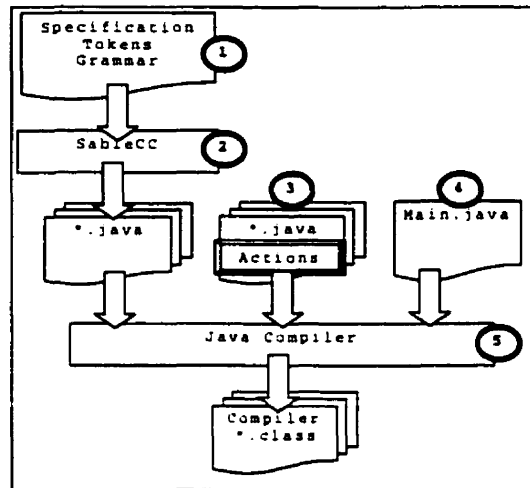 Specification
Tokens
Grammar
1
SableCC
2
3
4
*.java
*.java
Actions
Main.java
Java Compiler
5
Compiler
*.class